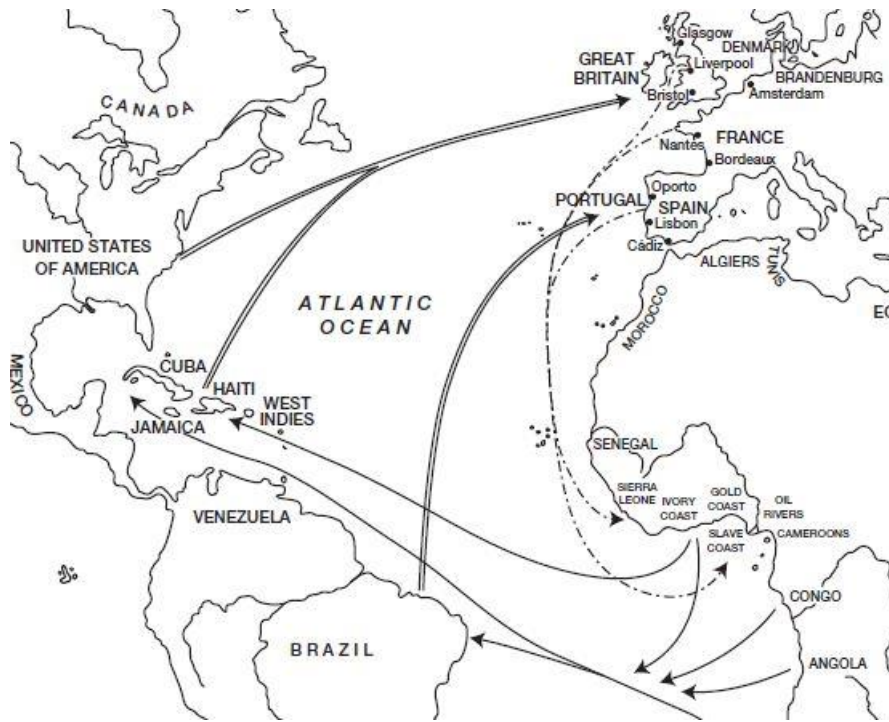 Glasgow
DENMARK
GREAT
BRITAIN
Liverpool
BRANDENBURG
Bristol
Amsterdam
CANADA
Nantes
FRANCE
Bordeaux
Oporto
PORTUGAL
SPAIN
Lisbon
Cádiz
UNITED STATES
OF AMERICA
ALGIERS
TUNIS
ATLANTIC
OCEAN
MOROCCO
EC
MEXICO
CUBA
HAITI
WEST
INDIES
JAMAICA
SENEGAL
SIERRA
LEONE
IVORY
COAST
GOLD
COAST
OIL
RIVERS
VENEZUELA
SLAVE
COAST
CAMEROONS
CONGO
BRAZIL
ANGOLA